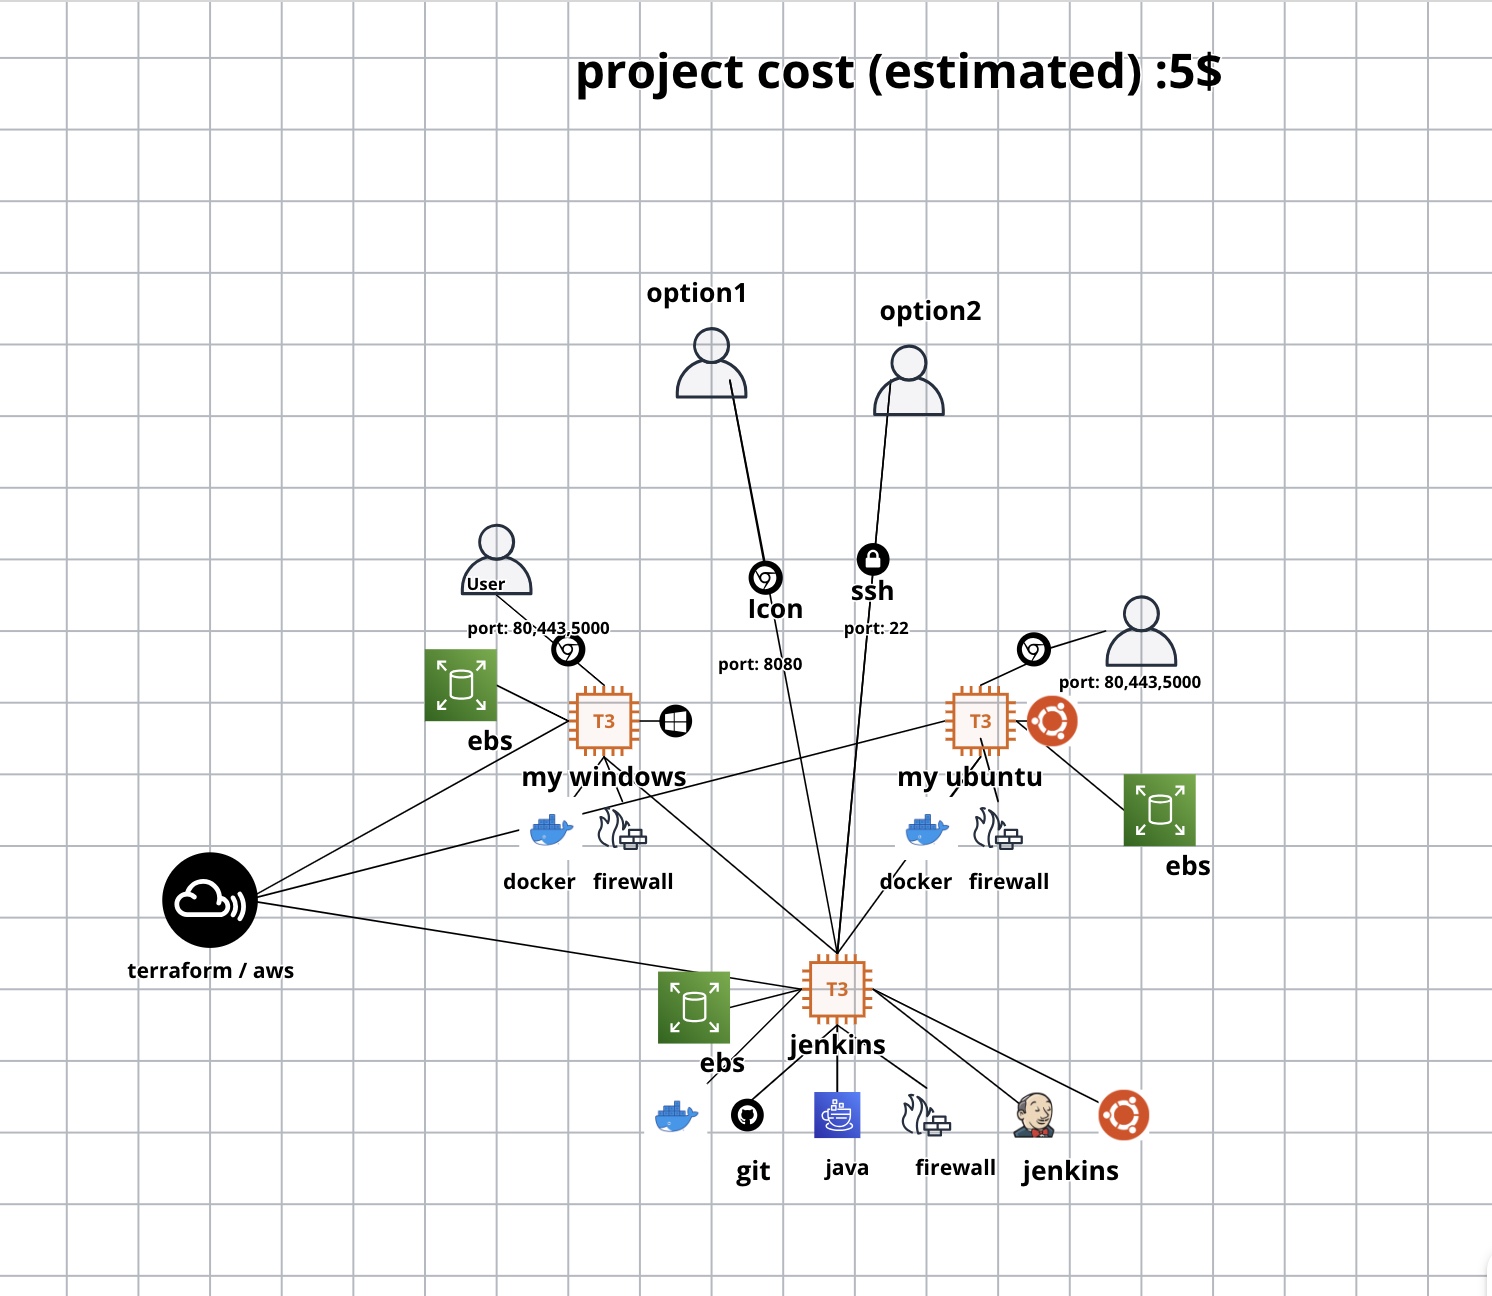 project cost (estimated) :5$
option1
option2
User
Icon
ssh
port: 80,443,5000
port: 22
port: 8080
port: 80,443,5000
T3
T3
ebs
my windows
my ubuntu
ebs
docker
firewall
docker
firewall
terraform / aws
T3
jenkins
ebs
git
java
firewall
jenkins